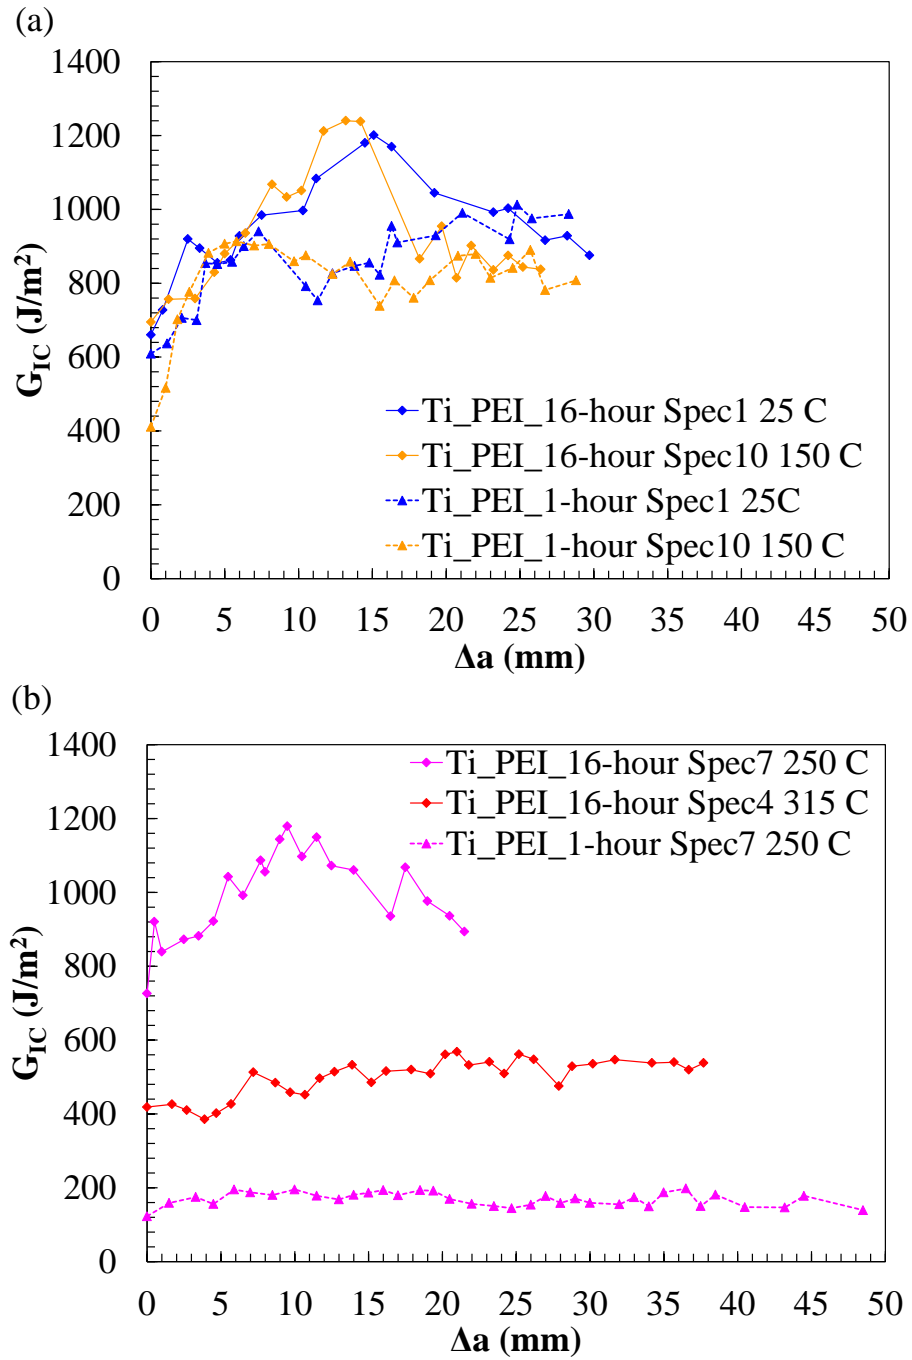 (a)
1400
1200
1000
800
600
400
200
0
G_IC (J/m²)
Ti_PEI_16-hour Spec1 25 C
Ti_PEI_16-hour Spec10 150 C
Ti_PEI_1-hour Spec1 25C
Ti_PEI_1-hour Spec10 150 C
0 5 10 15 20 25 30 35 40 45 50
Δa (mm)
(b)
1400
1200
1000
800
600
400
200
0
G_IC (J/m²)
Ti_PEI_16-hour Spec7 250 C
Ti_PEI_16-hour Spec4 315 C
Ti_PEI_1-hour Spec7 250 C
0 5 10 15 20 25 30 35 40 45 50
Δa (mm)